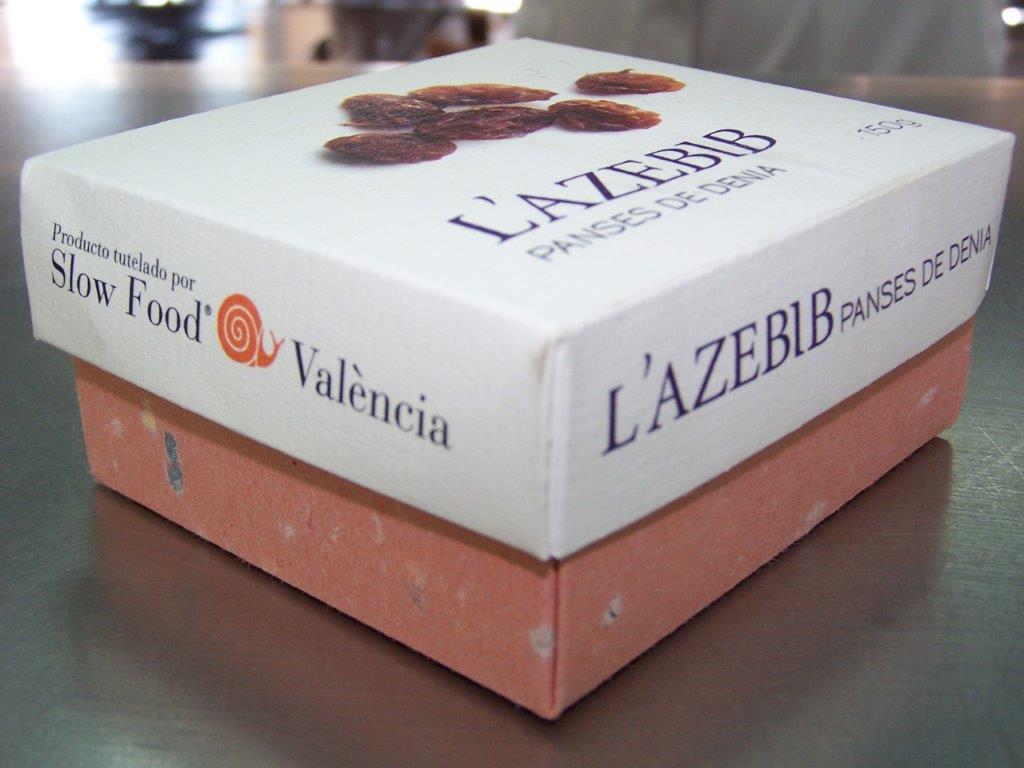 L'AZEBIB
PANSES DE DENIA
150g
Producto tutelado por
Slow Food® València
L'AZEBIB PANSES DE DENIA